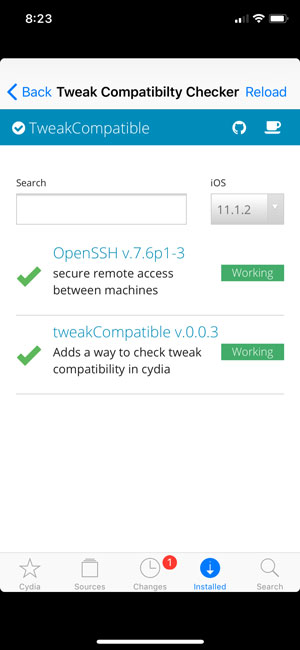 8:23
Back Tweak Compatibilty Checker Reload
TweakCompatible
Search iOS
11.1.2
OpenSSH v.7.6p1-3
secure remote access
between machines
Working
tweakCompatible v.0.0.3
Adds a way to check tweak
compatibility in cydia
Working
1
Cydia Sources Changes Installed Search